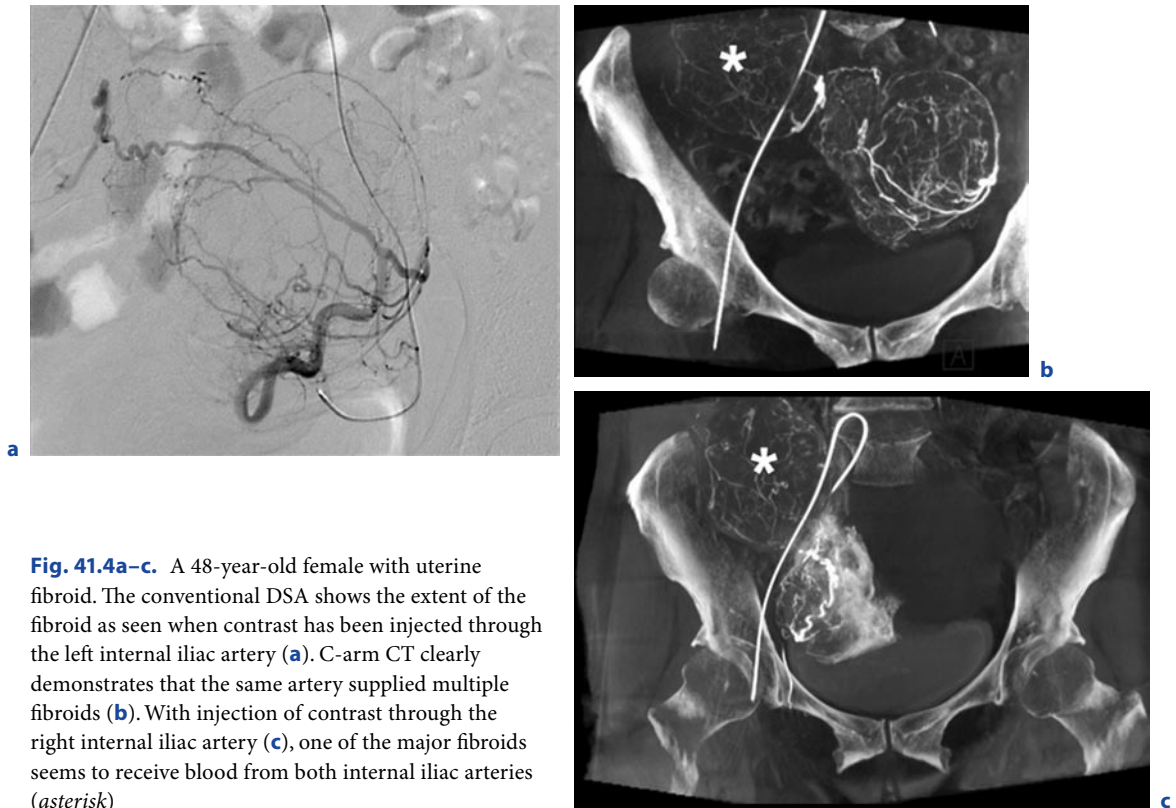 a
b
A
c
Fig. 41.4a–c. A 48-year-old female with uterine
fibroid. The conventional DSA shows the extent of the
fibroid as seen when contrast has been injected through
the left internal iliac artery (a). C-arm CT clearly
demonstrates that the same artery supplied multiple
fibroids (b). With injection of contrast through the
right internal iliac artery (c), one of the major fibroids
seems to receive blood from both internal iliac arteries
(asterisk)